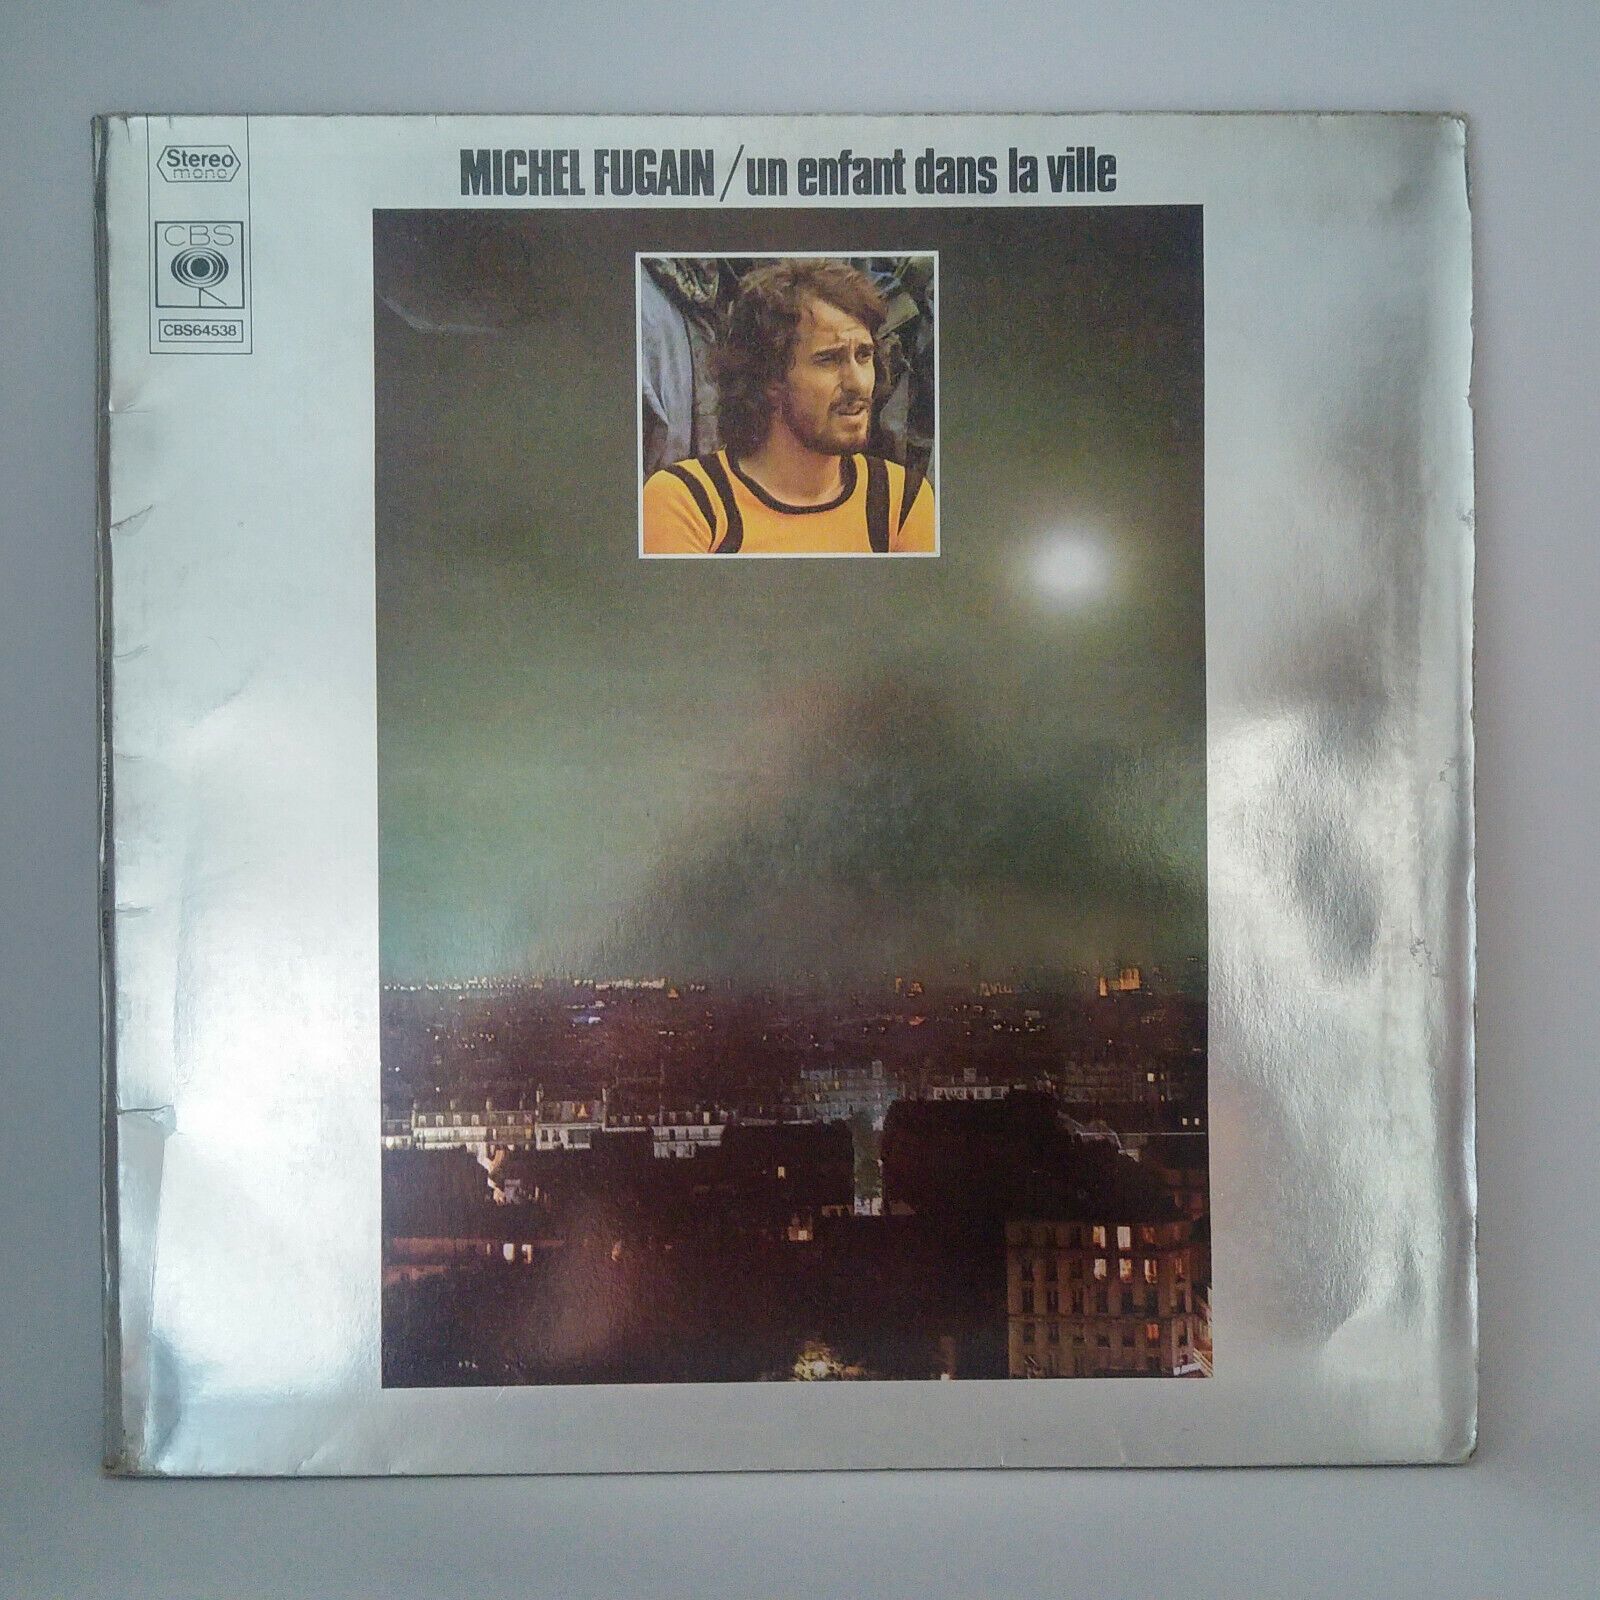 Stereo
mono
CBS
CBS64538
MICHEL FUGAIN / un enfant dans la ville